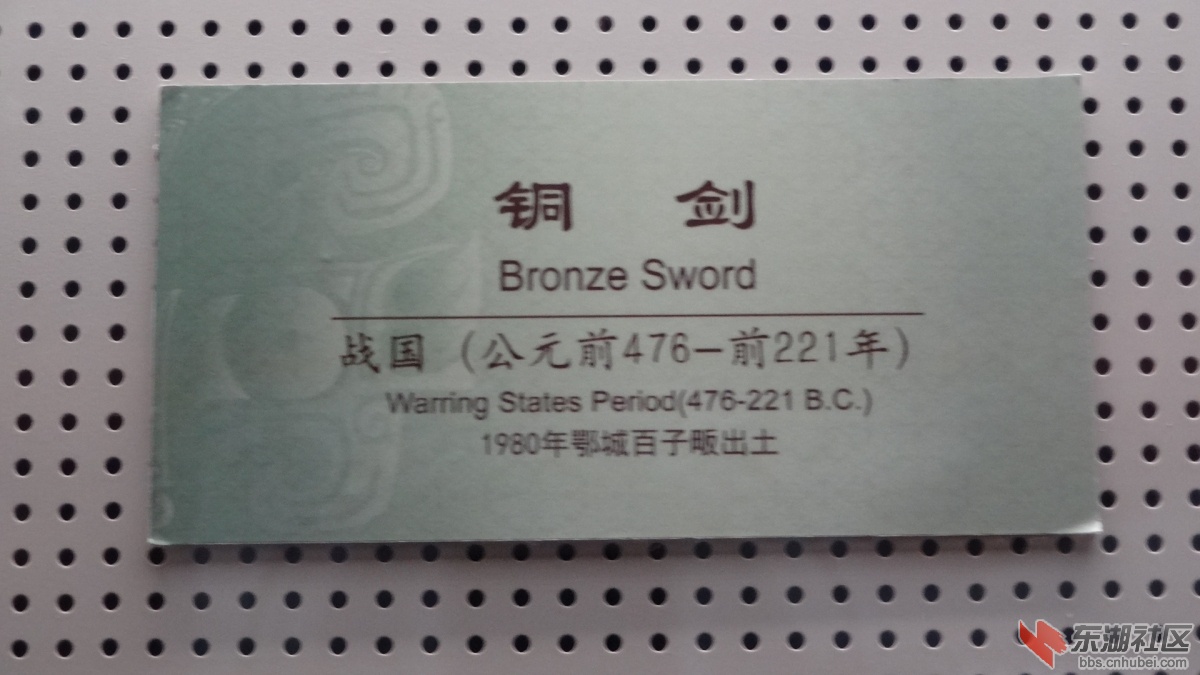 铜 剑
Bronze Sword
战国（公元前476-前221年）
Warring States Period(476-221 B.C.)
1980年鄂城百子畈出土
东湖社区
bbs.cnhubei.com